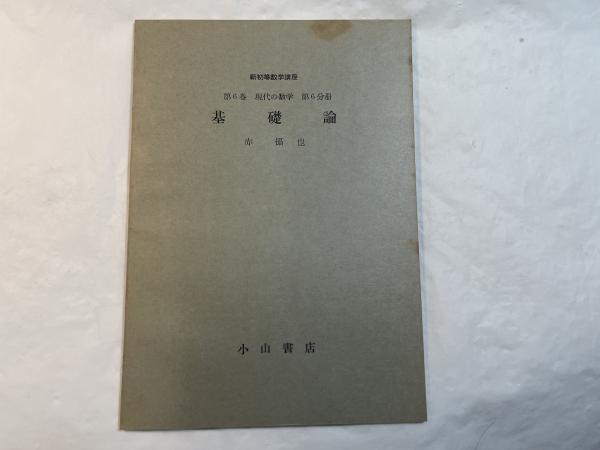 新初等数学講座
第6巻 現代の数学 第6分冊
基礎論
赤攝也
小山書店